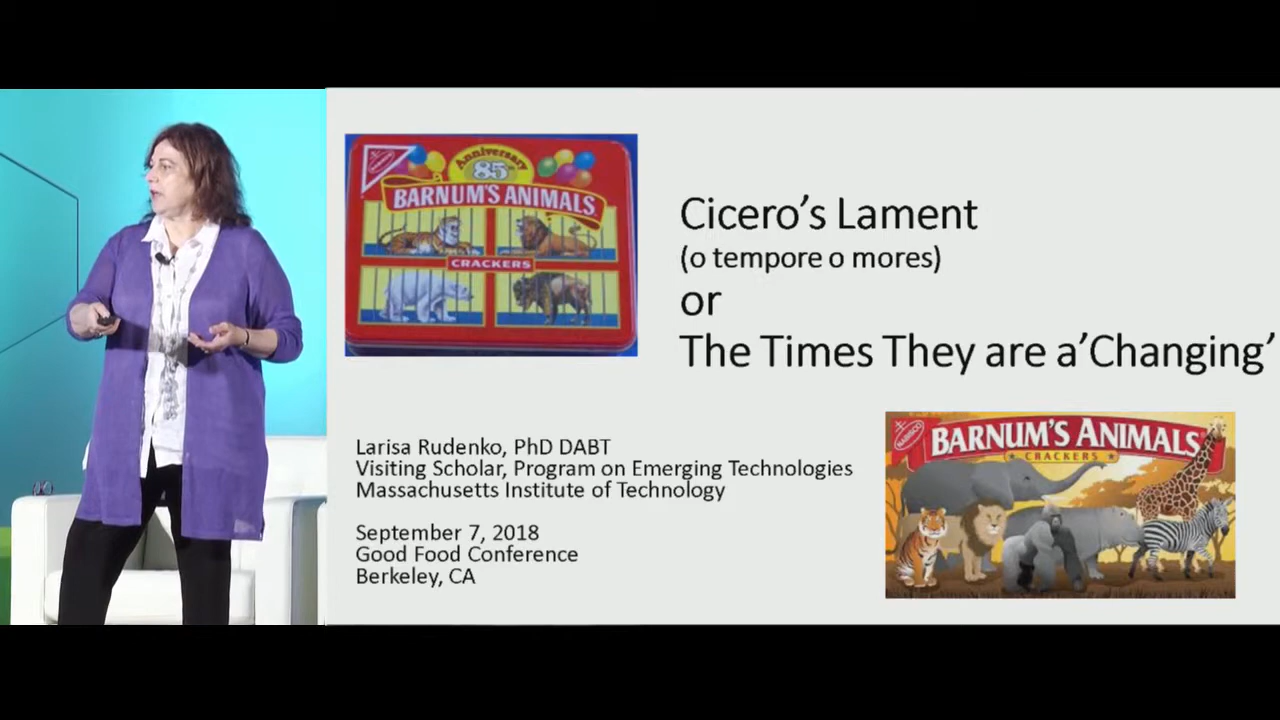 NABISCO
Anniversary
85th
BARNUM'S ANIMALS
CRACKERS
Cicero's Lament
(o tempore o mores)
or
The Times They are a'Changing'
Larisa Rudenko, PhD DABT
Visiting Scholar, Program on Emerging Technologies
Massachusetts Institute of Technology
September 7, 2018
Good Food Conference
Berkeley, CA
NABISCO
BARNUM'S ANIMALS
CRACKERS